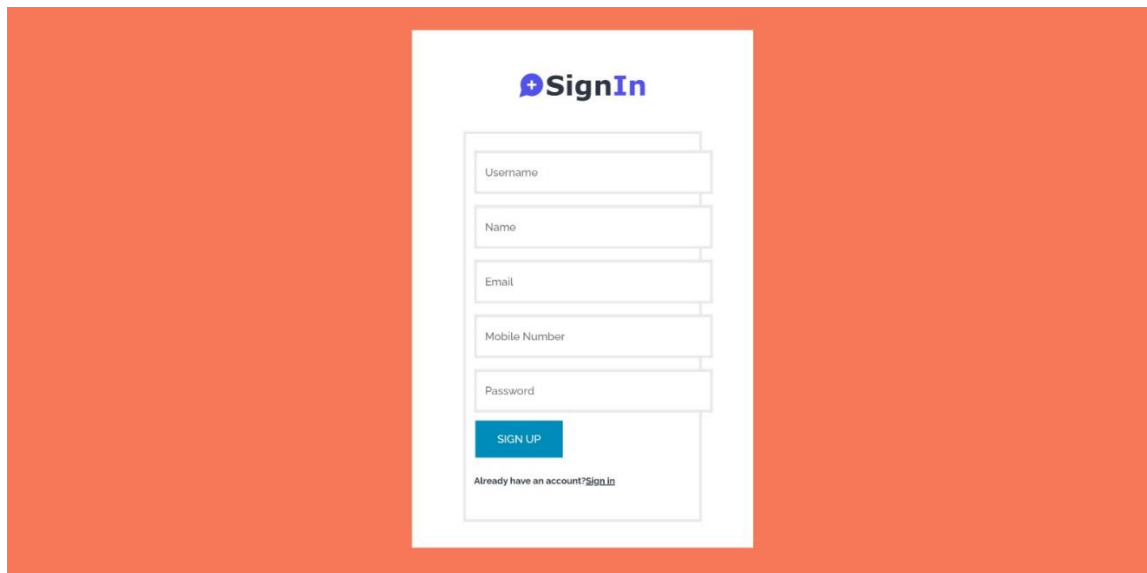 SignIn
Username
Name
Email
Mobile Number
Password
SIGN UP
Already have an account?Sign in